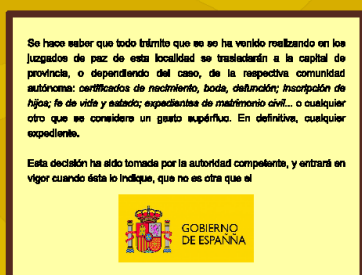 Se hace saber que todo trámite que se se ha venido realizando en los
juzgados de paz de esta localidad se trasladarán a la capital de
provincia, o dependiendo del caso, de la respectiva comunidad
autónoma: certificados de nacimiento, boda, defunción; inscripción de
hijos; fe de vida y estado; expedientes de matrimonio civil... o cualquier
otro que se considere un gasto supérfluo. En definitiva, cualquier
expediente.
Esta decisión ha sido tomada por la autoridad competente, y entrará en
vigor cuando ésta lo indique, que no es otra que el
GOBIERNO
DE ESPAÑÑA